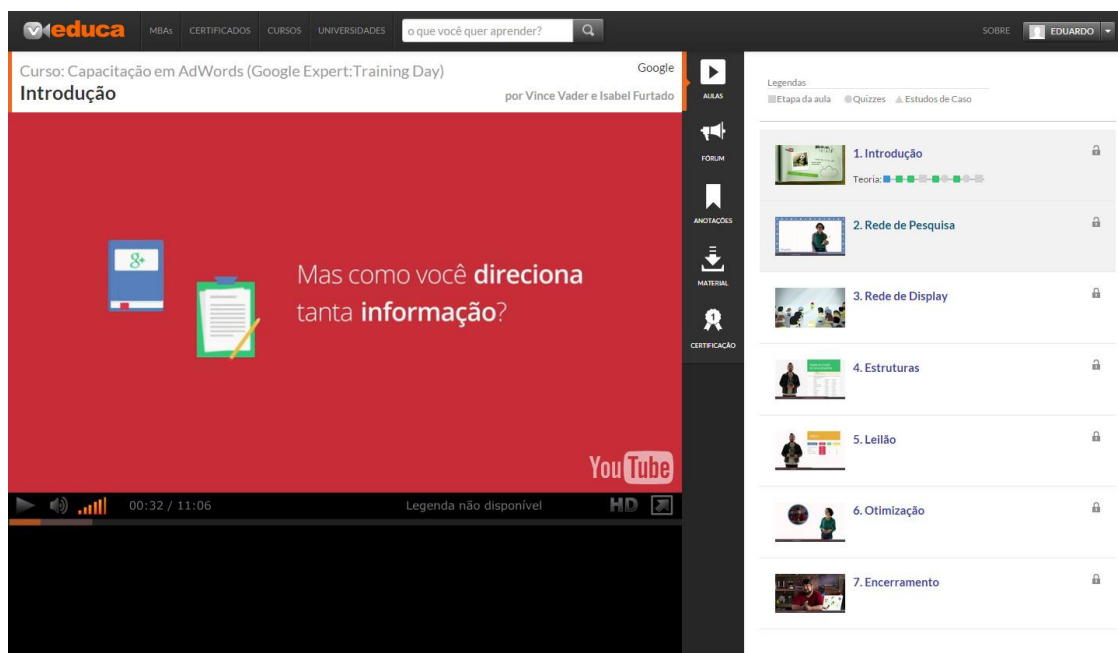 veduca
MBAs
CERTIFICADOS
CURSOS
UNIVERSIDADES
o que você quer aprender?
SOBRE
EDUARDO
Curso: Capacitação em AdWords (Google Expert:Training Day)
Google
Introdução
por Vince Vader e Isabel Furtado
Mas como você direciona
tanta informação?
8+
YouTube
00:32 / 11:06
Legenda não disponível
HD
AULAS
FÓRUM
ANOTAÇÕES
MATERIAL
1
CERTIFICAÇÃO
Legendas
Etapa da aula
Quizzes
Estudos de Caso
1. Introdução
Teoria:
2. Rede de Pesquisa
3. Rede de Display
4. Estruturas
5. Leilão
6. Otimização
7. Encerramento